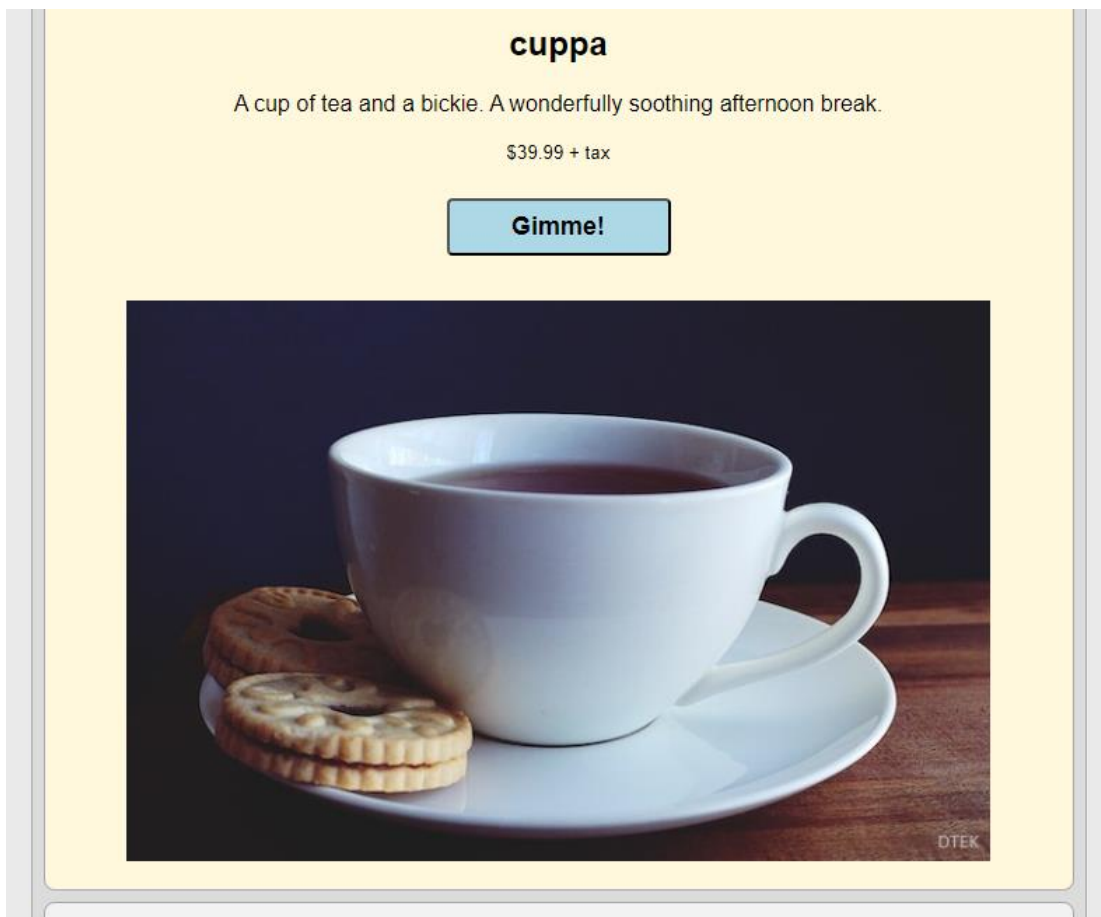 cuppa
A cup of tea and a bickie. A wonderfully soothing afternoon break.
$39.99 + tax
Gimme!
DTEK